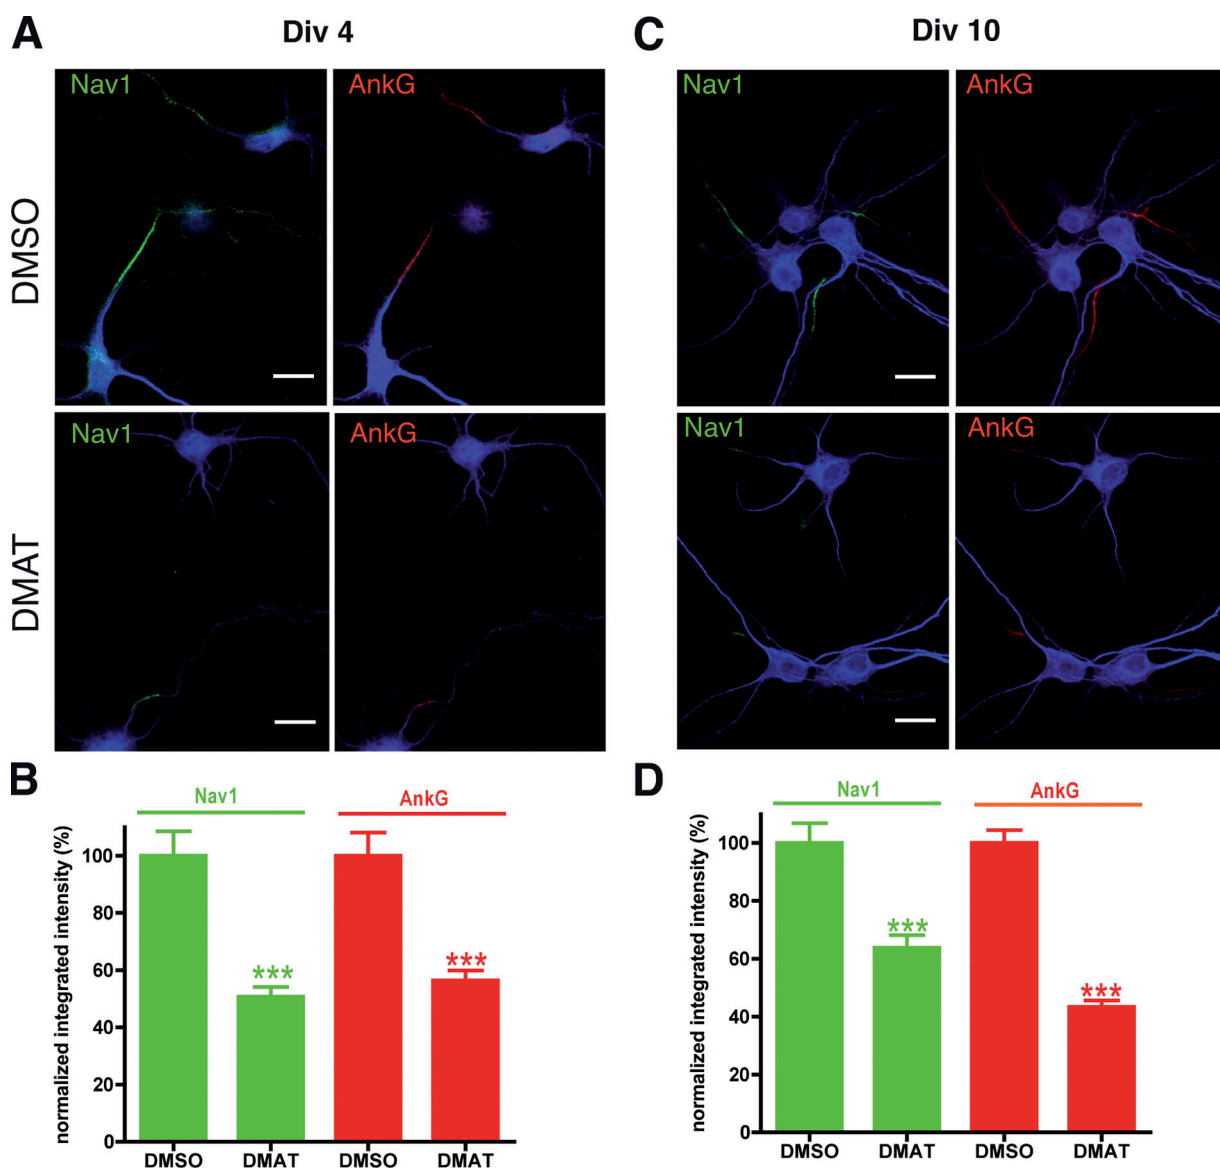 A
Div 4
C
Div 10
DMSO
Nav1
AnkG
Nav1
AnkG
DMAT
Nav1
AnkG
Nav1
AnkG
B
Nav1
AnkG
normalized integrated intensity (%)
100
80
60
40
20
0
***
***
DMSO
DMAT
DMSO
DMAT
D
Nav1
AnkG
normalized integrated intensity (%)
100
80
60
40
20
0
***
***
DMSO
DMAT
DMSO
DMAT